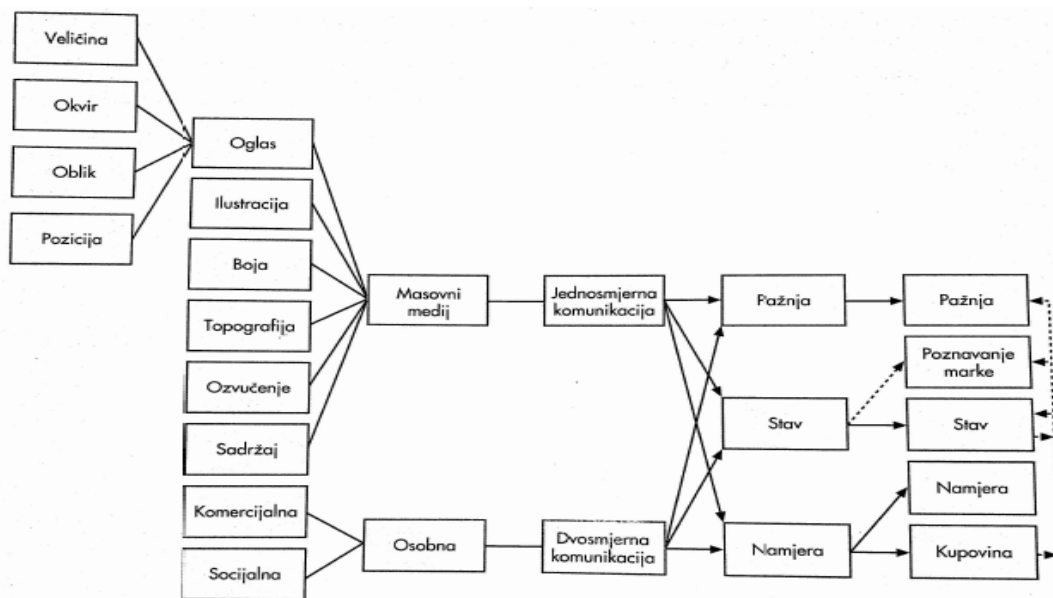 Veličina
Okvir
Oblik
Pozicija
Oglas
Ilustracija
Boja
Topografija
Ozvučenje
Sadržaj
Komercijalna
Socijalna
Masovni
medij
Osobna
Jednosmjerna
komunikacija
Dvosmjerna
komunikacija
Pažnja
Stav
Namjera
Pažnja
Poznavanje
marke
Stav
Namjera
Kupovina